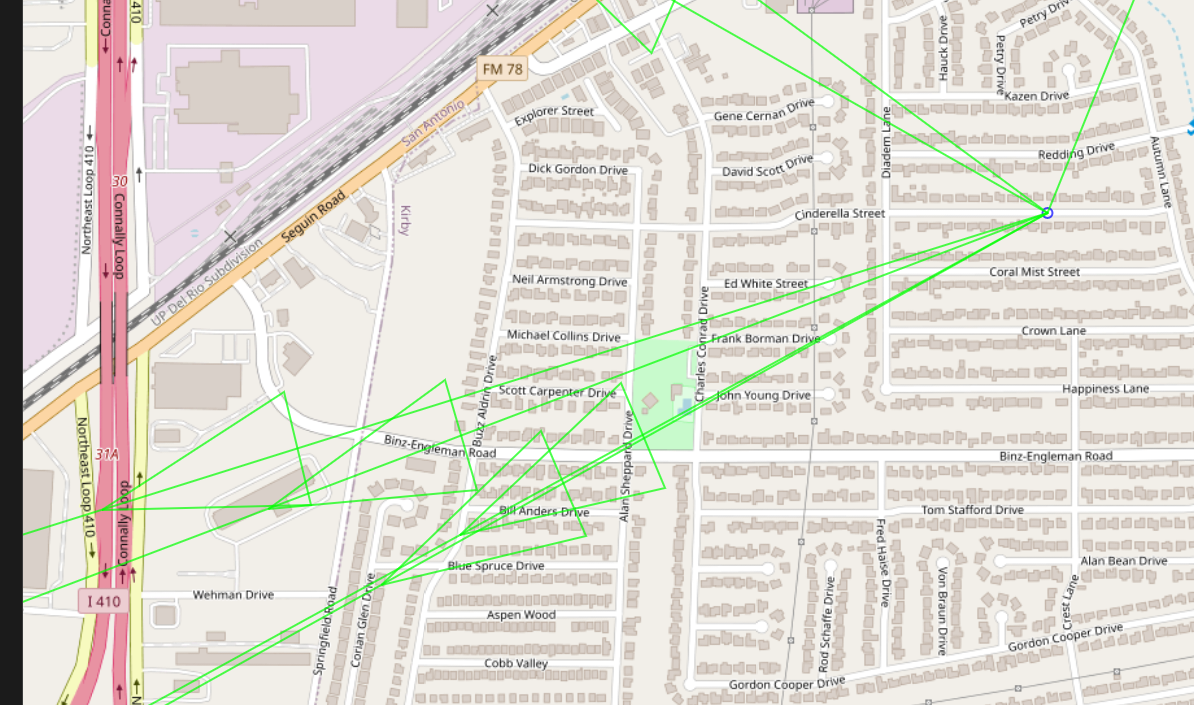 Conna
410
410
FM 78
San Antonio
Explorer Street
Dick Gordon Drive
Gene Cernan Drive
David Scott Drive
Diadem Lane
Hauck Drive
Petry Drive
Petry Driv
Kazen Drive
Redding Drive
Autumn Lane
Northeast Loop 410
30
Connally Loop
Seguin Road
UP Del Rio Subdivision
Kirby
Cinderella Street
Coral Mist Street
Neil Armstrong Drive
Ed White Street
Michael Collins Drive
Frank Borman Drive
Crown Lane
Charles Conrad Drive
Buzz Aldrin Drive
Scott Carpenter Drive
John Young Drive
Happiness Lane
Northeast Loop 410
31A
Connally Loop
Binz-Engleman Road
Binz-Engleman Road
Alan Sheppard Drive
Bill Anders Drive
Tom Stafford Drive
Fred Haise Drive
Blue Spruce Drive
Alan Bean Drive
I 410
Wehman Drive
Springfield Road
Corian Glen Drive
Aspen Wood
Rod Schaffe Drive
Von Braun Drive
Crest Lane
Gordon Cooper Drive
Cobb Valley
Gordon Cooper Drive
N